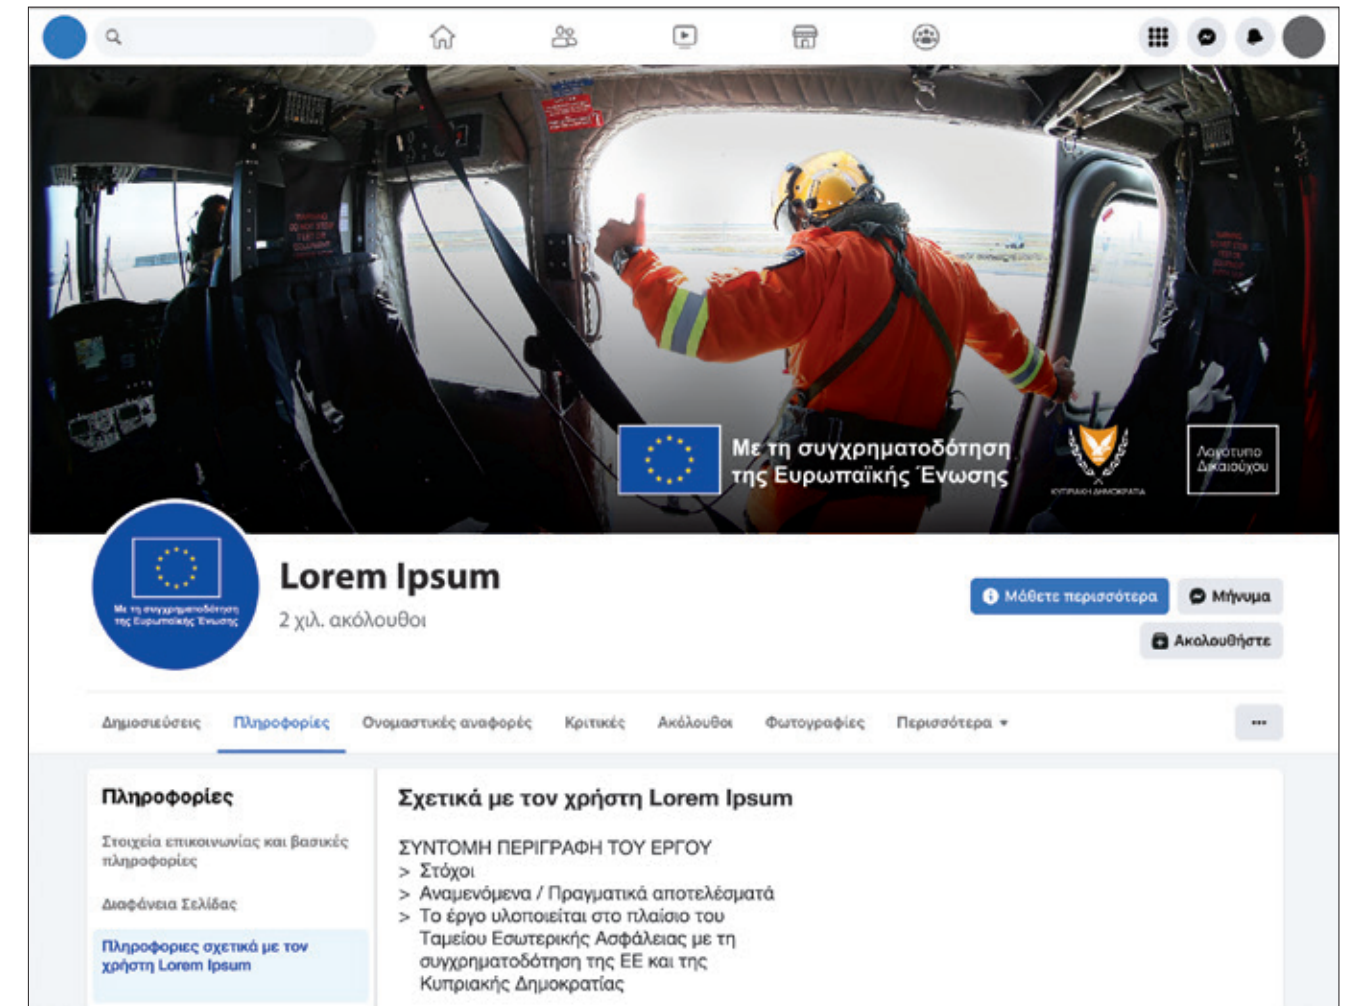 Με τη συγχρηματοδότηση
της Ευρωπαϊκής Ένωσης
ΚΥΠΡΙΑΚΗ ΔΗΜΟΚΡΑΤΙΑ
Λογότυπο
Δικαιούχου
Με τη συγχρηματοδότηση
της Ευρωπαϊκής Ένωσης
Lorem Ipsum
2 χιλ. ακόλουθοι
Μάθετε περισσότερα
Μήνυμα
Ακολουθήστε
Δημοσιεύσεις Πληροφορίες Ονομαστικές αναφορές Κριτικές Ακόλουθοι Φωτογραφίες Περισσότερα
Πληροφορίες
Στοιχεία επικοινωνίας και βασικές
πληροφορίες
Διαφάνεια Σελίδας
Πληροφοριες σχετικά με τον
χρήστη Lorem Ipsum
Σχετικά με τον χρήστη Lorem Ipsum
ΣΥΝΤΟΜΗ ΠΕΡΙΓΡΑΦΗ ΤΟΥ ΕΡΓΟΥ
> Στόχοι
> Αναμενόμενα / Πραγματικά αποτελέσματά
> Το έργο υλοποιείται στο πλαίσιο του
Ταμείου Εσωτερικής Ασφάλειας με τη
συγχρηματοδότηση της ΕΕ και της
Κυπριακής Δημοκρατίας